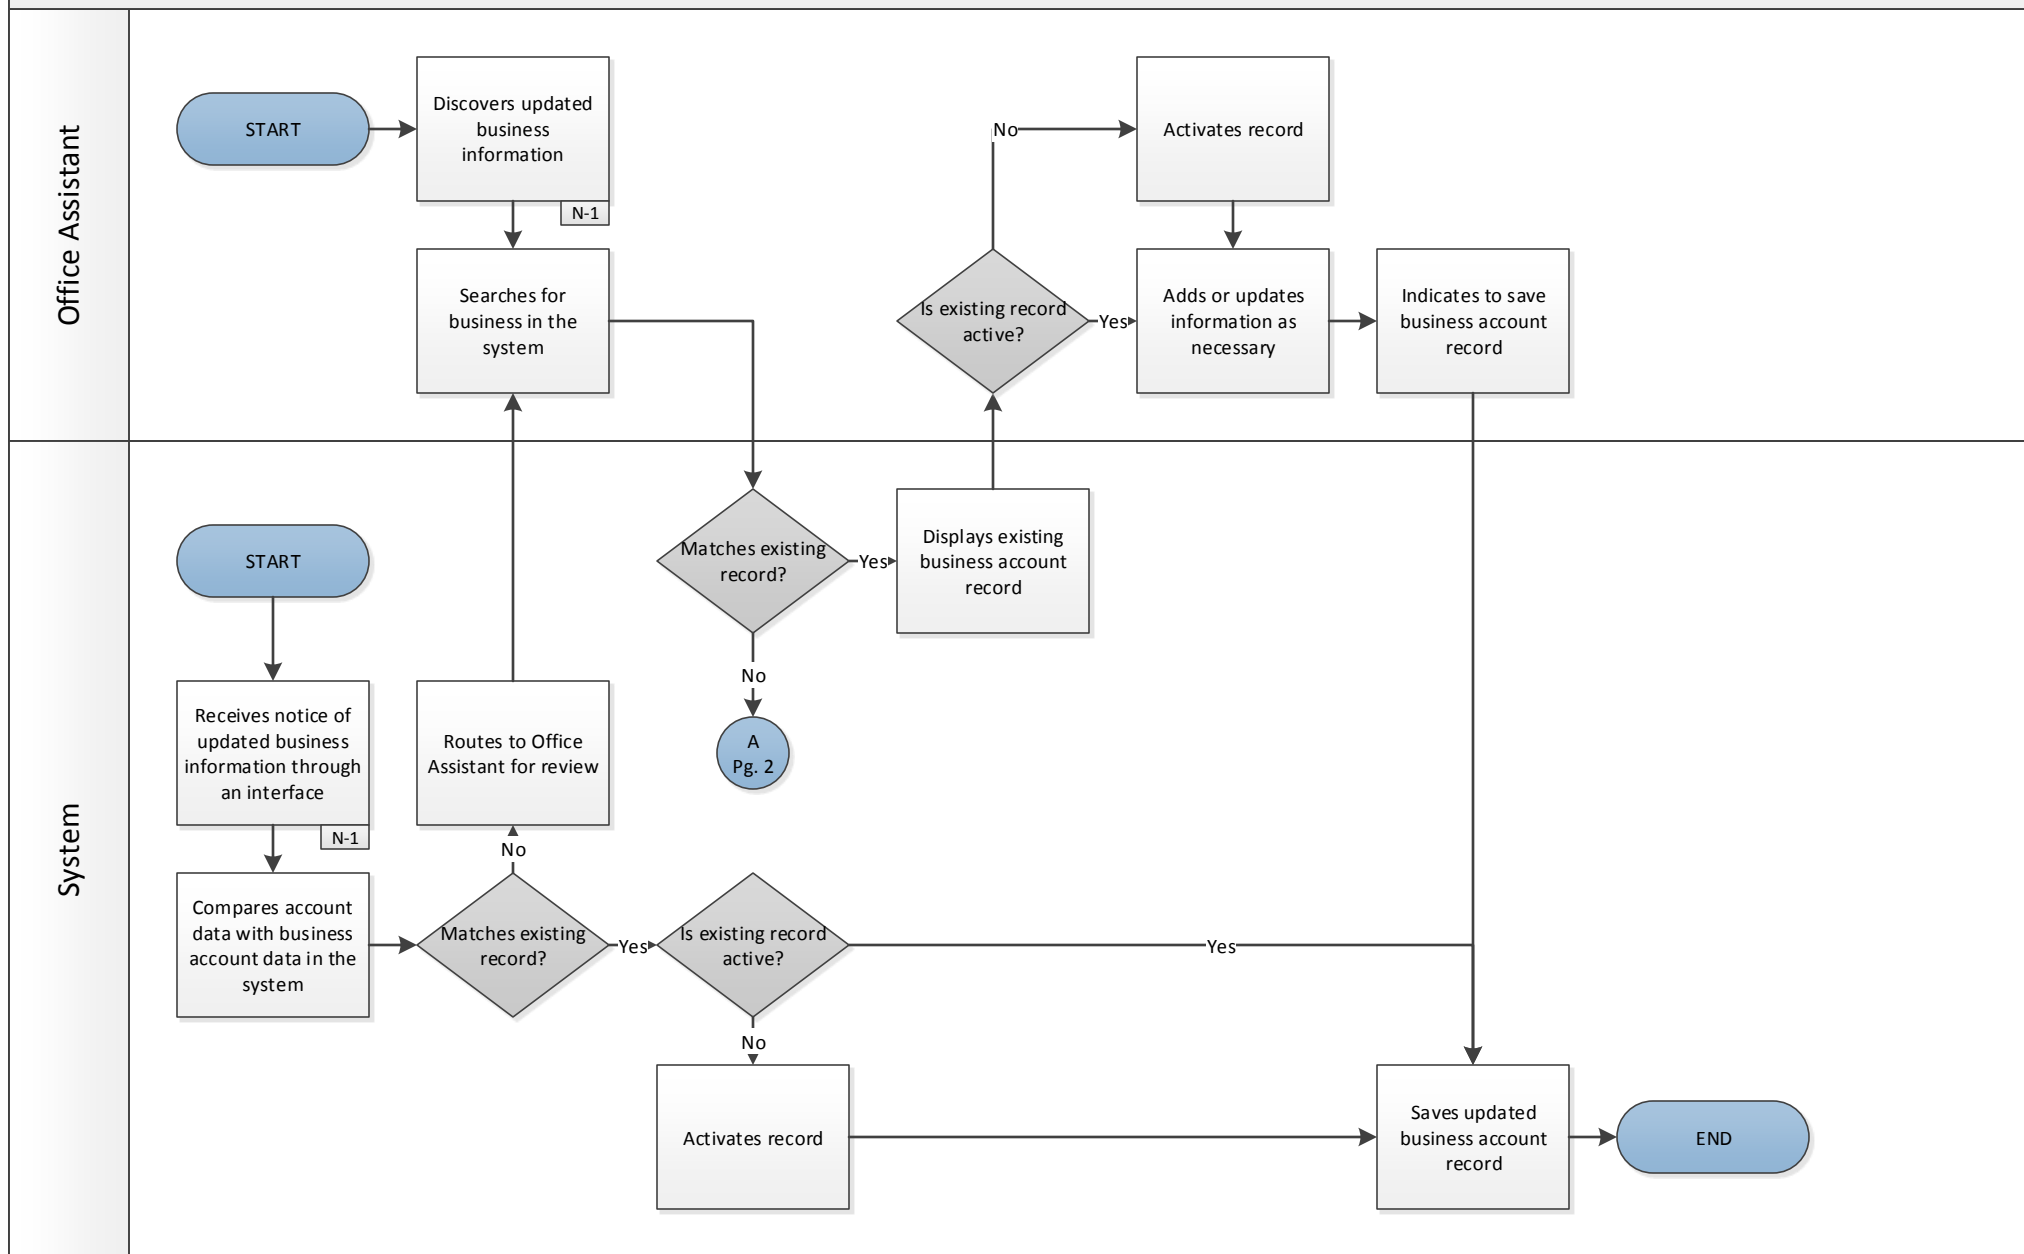 Office Assistant
START
Discovers updated
business
information
N-1
Searches for
business in the
system
No
Activates record
Is existing record
active?
Yes
Adds or updates
information as
necessary
Indicates to save
business account
record
System
START
Receives notice of
updated business
information through
an interface
N-1
Compares account
data with business
account data in the
system
Matches existing
record?
No
Routes to Office
Assistant for review
Yes
Is existing record
active?
Yes
No
Activates record
Matches existing
record?
Yes
Displays existing
business account
record
No
A
Pg. 2
Saves updated
business account
record
END